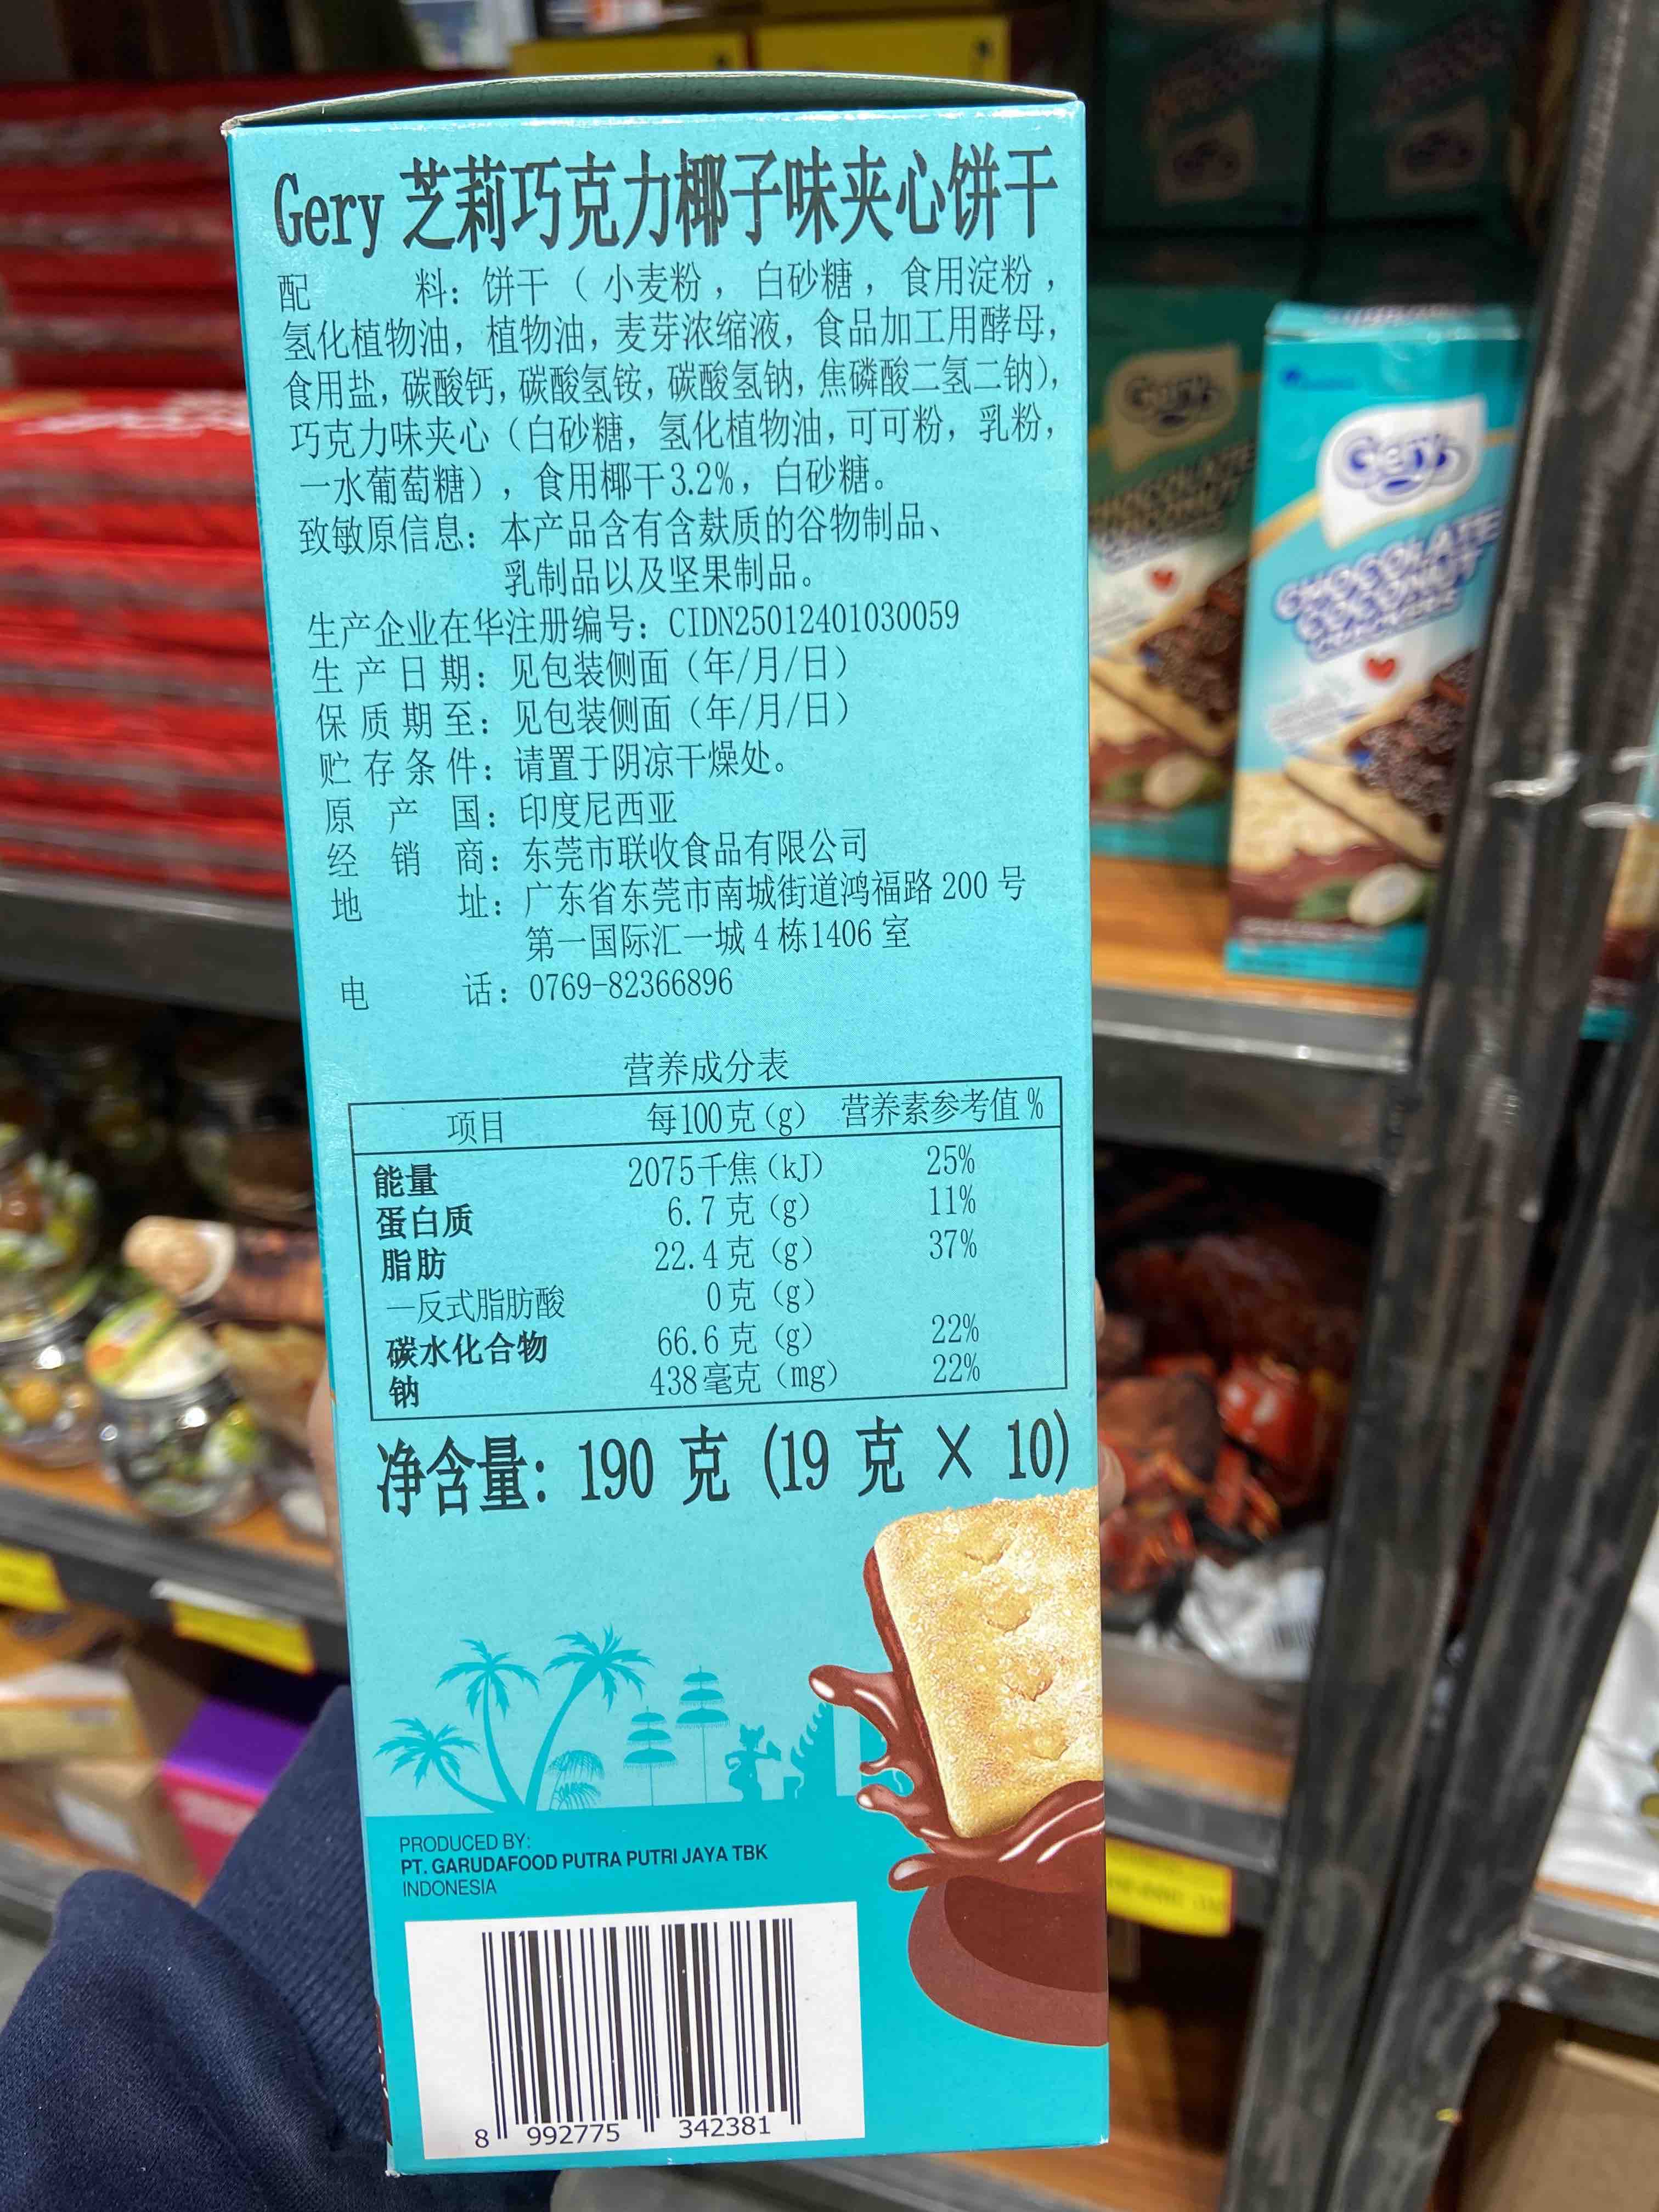 Gery 芝莉巧克力椰子味夹心饼干
配 料：饼干（小麦粉，白砂糖，食用淀粉，
氢化植物油，植物油，麦芽浓缩液，食品加工用酵母，
食用盐，碳酸钙，碳酸氢铵，碳酸氢钠，焦磷酸二氢二钠），
巧克力味夹心（白砂糖，氢化植物油，可可粉，乳粉，
一水葡萄糖），食用椰干3.2%，白砂糖。
致敏原信息：本产品含有含麸质的谷物制品、
乳制品以及坚果制品。
生产企业在华注册编号：CIDN25012401030059
生产日期：见包装侧面（年/月/日）
保质期至：见包装侧面（年/月/日）
贮存条件：请置于阴凉干燥处。
原产国：印度尼西亚
经销商：东莞市联收食品有限公司
地址：广东省东莞市南城街道鸿福路 200 号
第一国际汇一城 4 栋1406 室
电话：0769-82366896
营养成分表
项目 每100克(g) 营养素参考值%
能量 2075千焦(kJ) 25%
蛋白质 6.7克(g) 11%
脂肪 22.4克(g) 37%
—反式脂肪酸 0克(g)
碳水化合物 66.6克(g) 22%
钠 438毫克(mg) 22%
净含量：190 克 (19 克 × 10)
PRODUCED BY:
PT. GARUDAFOOD PUTRA PUTRI JAYA TBK
INDONESIA
8 992775 342381
Gery
CHOCOLATE
COCONUT
Gery
CHOCOLATE
COCONUT